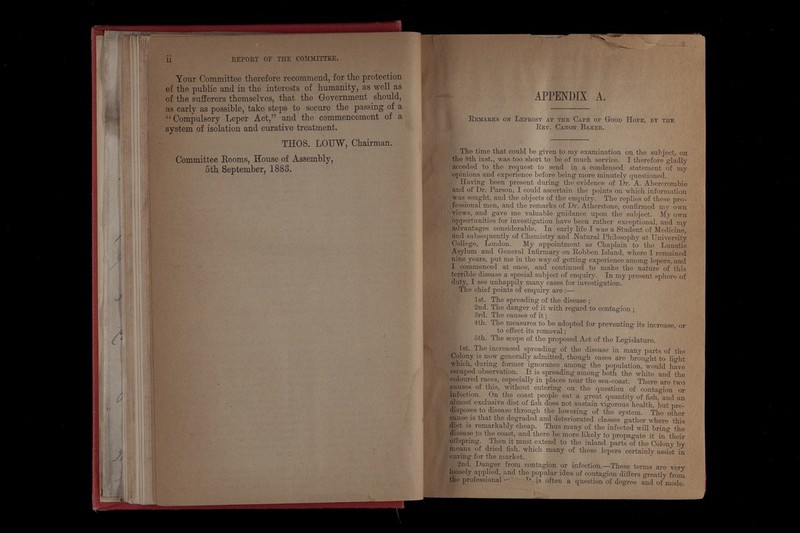 ii REPORT OF THE COMMITTEE.
Your Committee therefore recommend, for the protection
of the public and in the interests of humanity, as well as
of the sufferers themselves, that the Government should,
as early as possible, take steps to secure the passing of a
“Compulsory Leper Act,” and the commencement of a
system of isolation and curative treatment.
THOS. LOUW, Chairman.
Committee Rooms, House of Assembly,
5th September, 1883.
APPENDIX A.
Remarks on Leprosy at the Cape of Good Hope, by the
Rev. Canon Baker.
The time that could be given to my examination on the subject, on
the 8th inst., was too short to be of much service. I therefore gladly
acceded to the request to send in a condensed statement of my
opinions and experience before being more minutely questioned.
Having been present during the evidence of Dr. A. Abercrombie
and of Dr. Parson, I could ascertain the points on which information
was sought, and the objects of the enquiry. The replies of these pro-
fessional men, and the remarks of Dr. Atherstone, confirmed my own
views, and gave me valuable guidance upon the subject. My own
opportunities for investigation have been rather exceptional, and my
advantages considerable. In early life I was a Student of Medicine,
and subsequently of Chemistry and Natural Philosophy at University
College, London. My appointment as Chaplain to the Lunatic
Asylum and General Infirmary on Robben Island, where I remained
nine years, put me in the way of getting experience among lepers, and
I commenced at once, and continued to make the nature of this
terrible disease a special subject of enquiry. In my present sphere of
duty, I see unhappily many cases for investigation.
The chief points of enquiry are :—
1st. The spreading of the disease ;
2nd. The danger of it with regard to contagion ;
3rd. The causes of it ;
4th. The measures to be adopted for preventing its increase, or
to effect its removal ;
5th. The scope of the proposed Act of the Legislature.
1st. The increased spreading of the disease in many parts of the
Colony is now generally admitted, though cases are brought to light
which, during former ignorance among the population, would have
escaped observation. It is spreading among both the white and the
coloured races, especially in places near the sea-coast. There are two
causes of this, without entering on the question of contagion or
infection. On the coast people eat a great quantity of fish, and an
almost exclusive diet of fish does not sustain vigorous health, but pre-
disposes to disease through the lowering of the system. The other
cause is that the degraded and deteriorated classes gather where this
diet is remarkably cheap. Thus many of the infected will bring the
disease to the coast, and there be more likely to propagate it in their
offspring. Then it must extend to the inland parts of the Colony by
means of dried fish, which many of these lepers certainly assist in
curing for the market.
2nd. Danger from contagion or infection.—These terms are very
loosely applied, and the popular idea of contagion differs greatly from
the professional is often a question of degree and of mode.